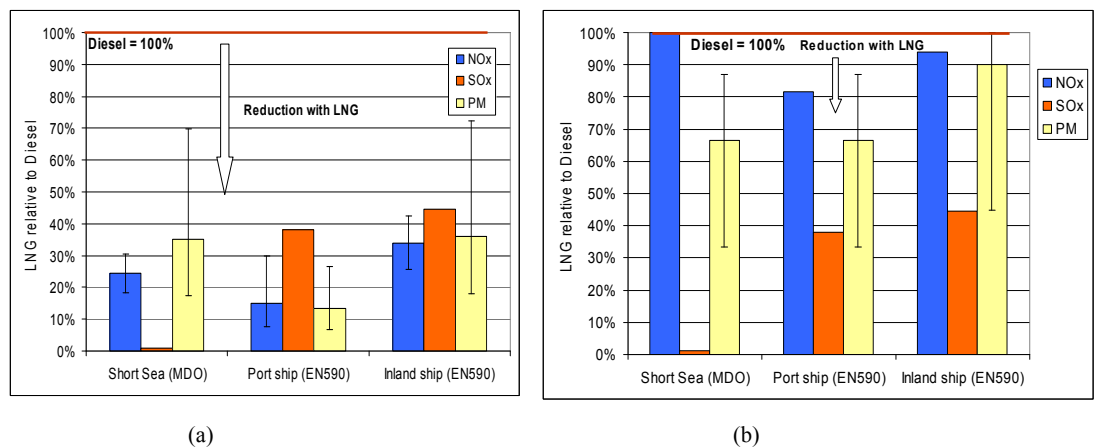 100%
90%
80%
70%
60%
50%
40%
30%
20%
10%
0%
LNG relative to Diesel
Diesel = 100%
NOx
SOx
PM
Reduction with LNG
Short Sea (MDO) Port ship (EN590) Inland ship (EN590)
(a)
100%
90%
80%
70%
60%
50%
40%
30%
20%
10%
0%
LNG relative to Diesel
Diesel = 100% Reduction with LNG
NOx
SOx
PM
Short Sea (MDO) Port ship (EN590) Inland ship (EN590)
(b)